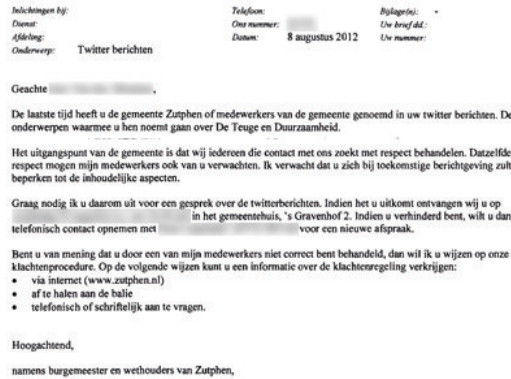 Inlichtingen bij: Telefoon: Bijlage(n): -
Dienst: Ons nummer: Uw brief dd.:
Afdeling: Datum: 8 augustus 2012 Uw nummer:
Onderwerp: Twitter berichten
Geachte ,
De laatste tijd heeft u de gemeente Zutphen of medewerkers van de gemeente genoemd in uw twitter berichten. De
onderwerpen waarmee u hen noemt gaan over De Teuge en Duurzaamheid.
Het uitgangspunt van de gemeente is dat wij iedereen die contact met ons zoekt met respect behandelen. Datzelfde
respect mogen mijn medewerkers ook van u verwachten. Ik verwacht dat u zich bij toekomstige berichtgeving zult
beperken tot de inhoudelijke aspecten.
Graag nodig ik u daarom uit voor een gesprek over de twitterberichten. Indien het u uitkomt ontvangen wij u op
in het gemeentehuis, 's Gravenhof 2. Indien u verhinderd bent, wilt u dan
telefonisch contact opnemen met voor een nieuwe afspraak.
Bent u van mening dat u door een van mijn medewerkers niet correct bent behandeld, dan wil ik u wijzen op onze
klachtenprocedure. Op de volgende wijzen kunt u een informatie over de klachtenregeling verkrijgen:
• via internet (www.zutphen.nl)
• af te halen aan de balie
• telefonisch of schriftelijk aan te vragen.
Hoogachtend,
namens burgemeester en wethouders van Zutphen,